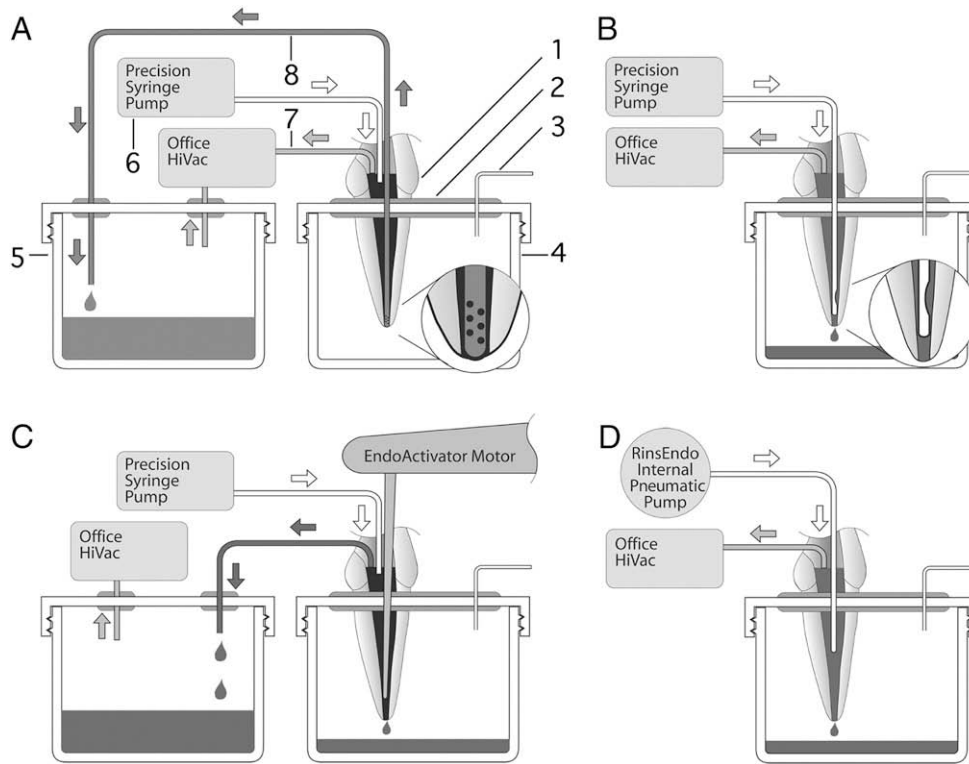 A
Precision
Syringe
Pump
8
6
7
Office
HiVac
1
2
3
5
4
B
Precision
Syringe
Pump
Office
HiVac
C
EndoActivator Motor
Precision
Syringe
Pump
Office
HiVac
D
RinsEndo
Internal
Pneumatic
Pump
Office
HiVac